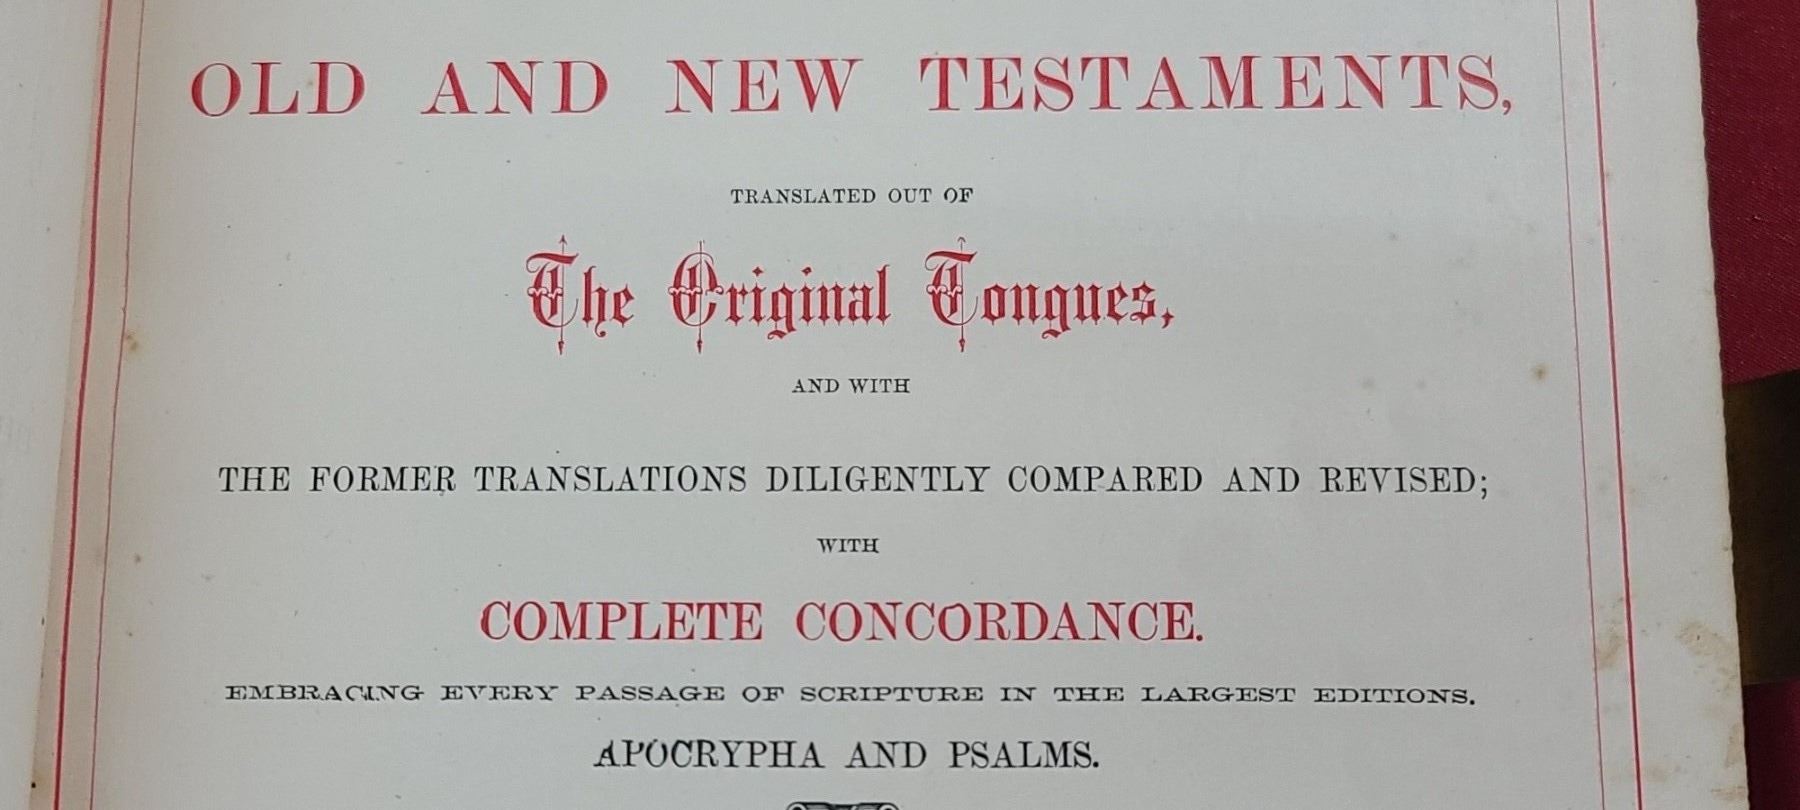 OLD AND NEW TESTAMENTS,
TRANSLATED OUT OF
The Original Tongues,
AND WITH
THE FORMER TRANSLATIONS DILIGENTLY COMPARED AND REVISED;
WITH
COMPLETE CONCORDANCE.
EMBRACING EVERY PASSAGE OF SCRIPTURE IN THE LARGEST EDITIONS.
APOCRYPHA AND PSALMS.